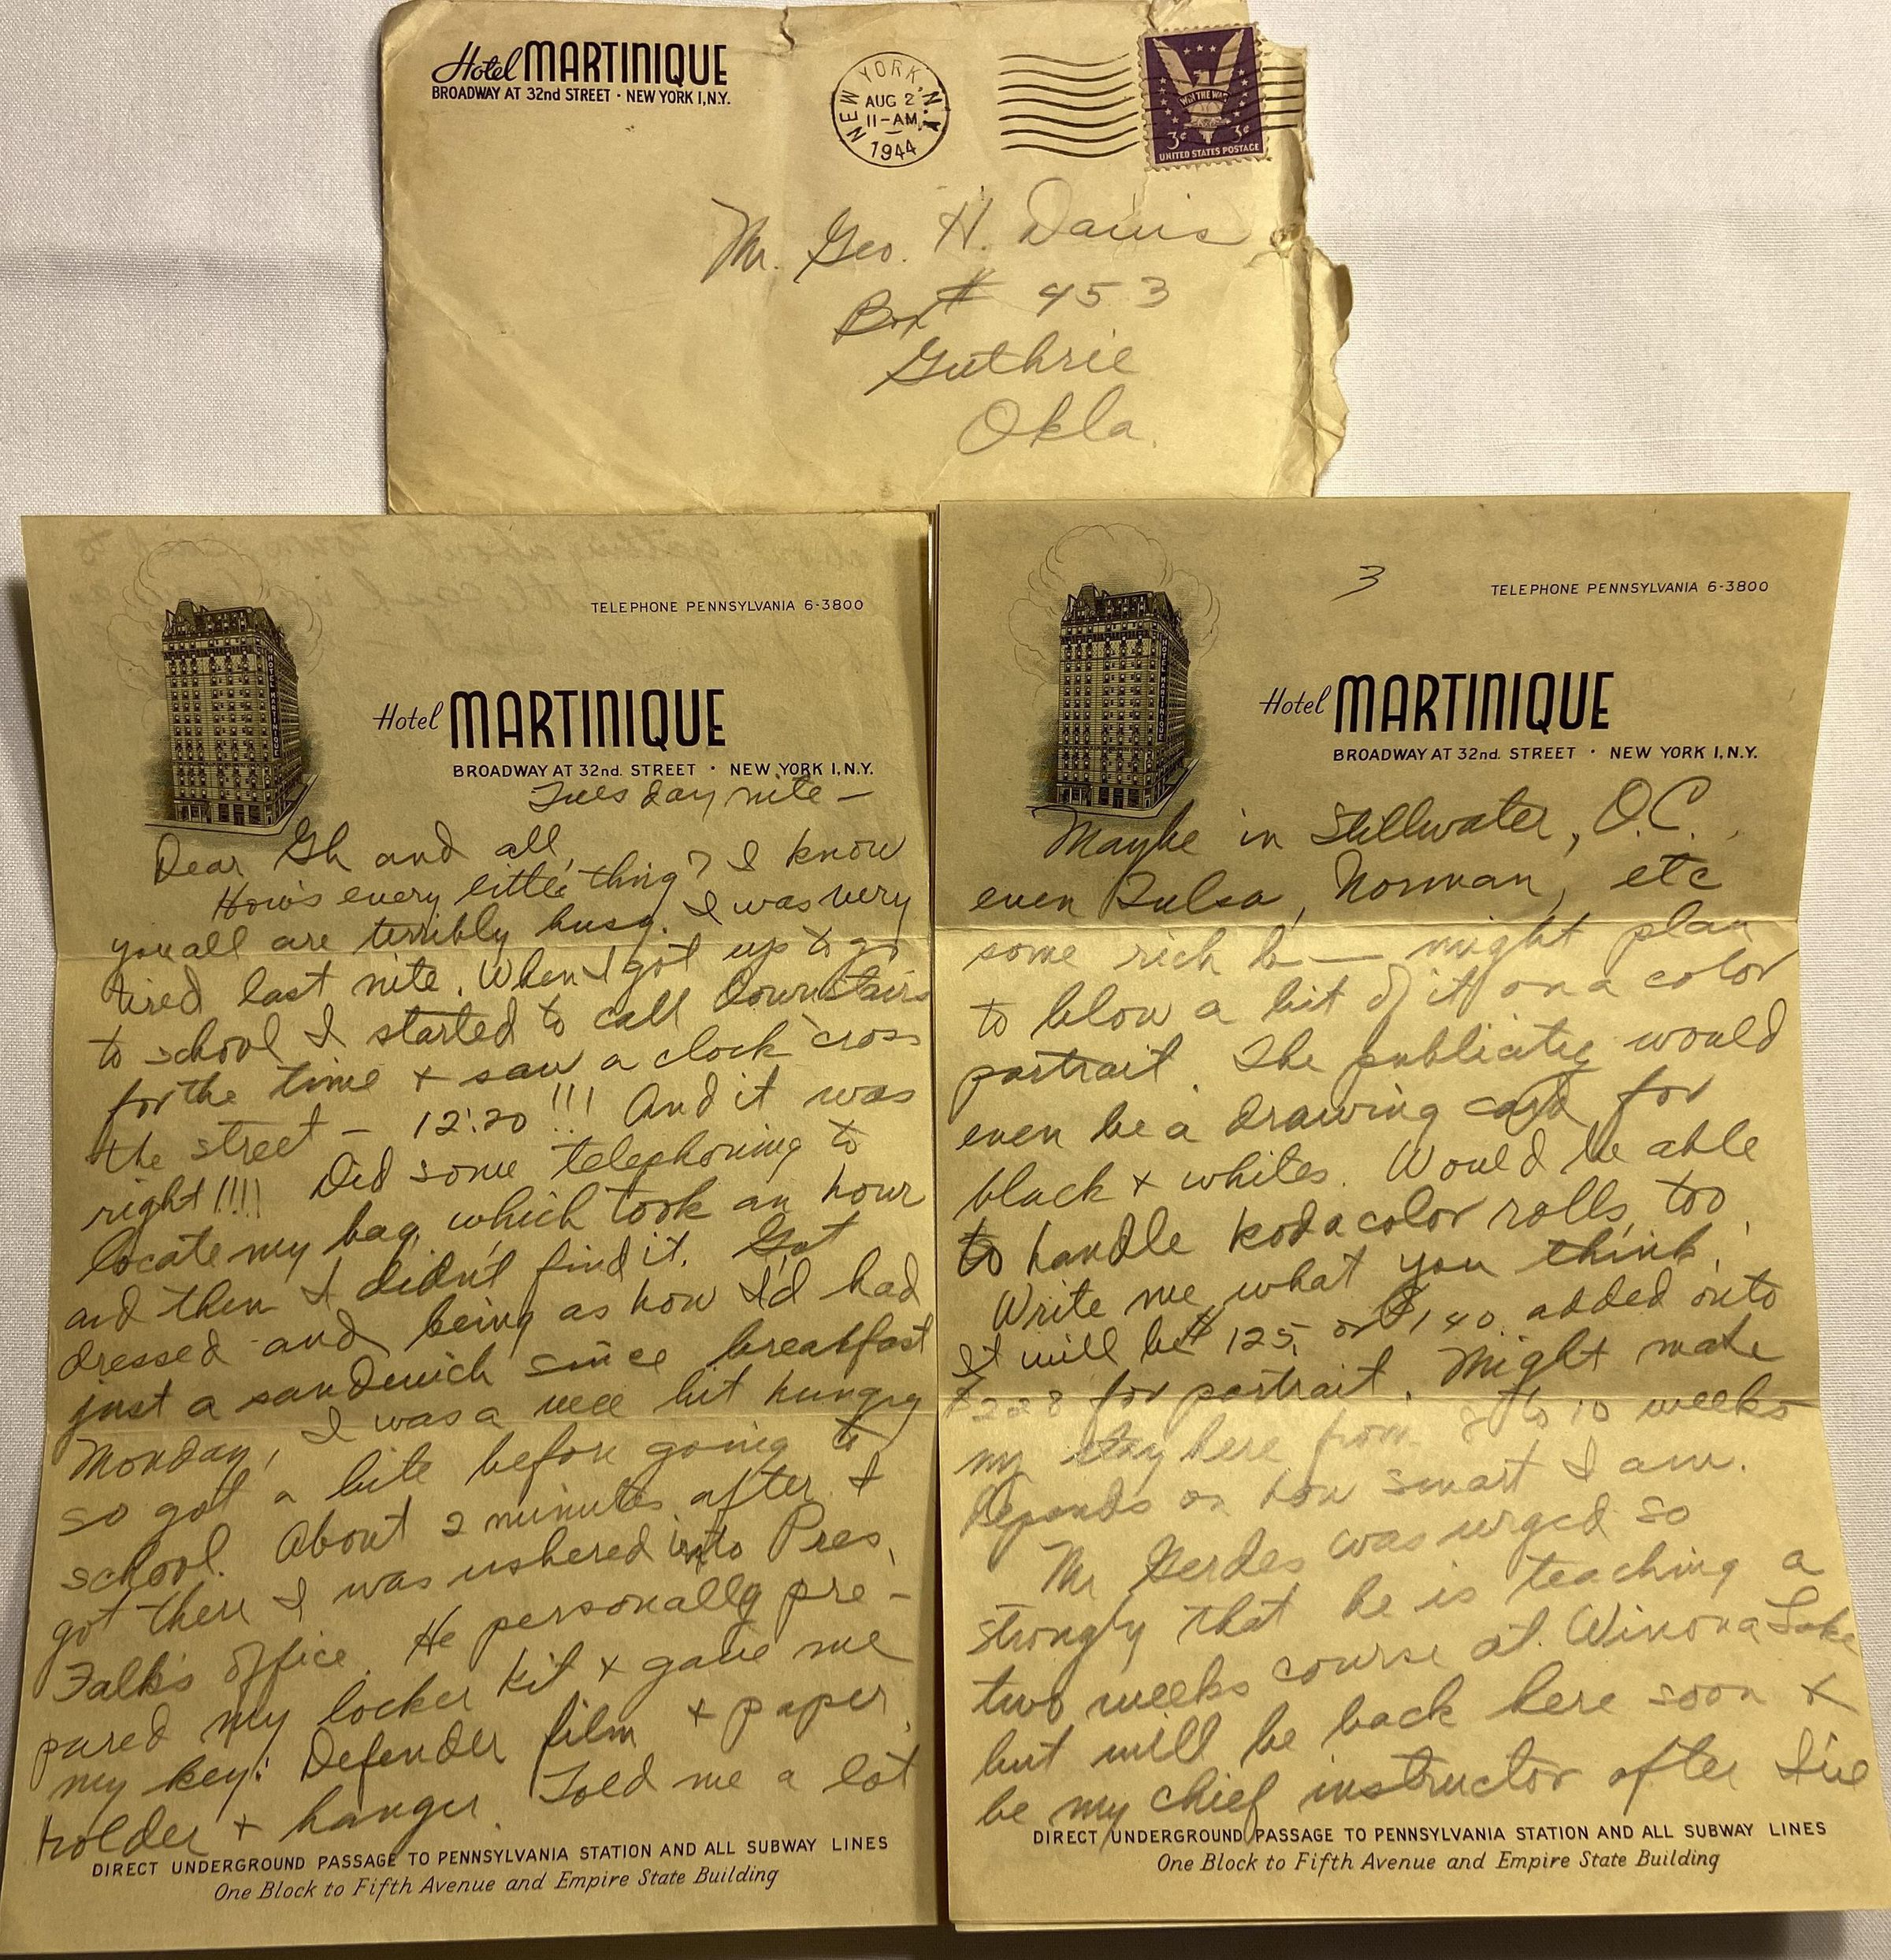 Hotel MARTINIQUE
BROADWAY AT 32nd STREET · NEW YORK 1, N.Y.
NEW YORK, N.Y.
AUG 2
11-AM
1944
WIN THE WAR
3¢ 3¢
UNITED STATES POSTAGE
Mr. Geo. H. Davis
Box # 453
Guthrie
Okla.
TELEPHONE PENNSYLVANIA 6-3800
HOTEL MARTINIQUE
Hotel MARTINIQUE
BROADWAY AT 32nd. STREET · NEW YORK 1, N.Y.
Tuesday nite —
Dear Gh and all,
How's every little thing? I know
you all are terribly busy. I was very
tired last nite. When I got up to go
to school I started to call downstairs
for the time + saw a clock 'cross
the street — 12:20!!! And it was
right!!!! Did some telephoning to
locate my bag, which took an hour
and then I didn't find it. Got
dressed and being as how I'd had
just a sandwich since breakfast
Monday, I was a wee bit hungry
so got a bite before going to
school. About 2 minutes after I
got there I was ushered into Pres.
Falk's office. He personally pre-
pared my locker kit + gave me
my key: Defender film + paper,
holder + hanger. Told me a lot
DIRECT UNDERGROUND PASSAGE TO PENNSYLVANIA STATION AND ALL SUBWAY LINES
One Block to Fifth Avenue and Empire State Building
3
TELEPHONE PENNSYLVANIA 6-3800
HOTEL MARTINIQUE
Hotel MARTINIQUE
BROADWAY AT 32nd. STREET · NEW YORK 1, N.Y.
Maybe in Stillwater, O.C.,
even Tulsa, Norman, etc
some rich b— might plan
to blow a bit of it on a color
portrait. The publicity would
even be a drawing card for
black + whites. Would be able
to handle kodacolor rolls, too.
Write me what you think.
It will be $125. or $140. added onto
$228 for portrait. Might make
my stay here from 8 to 10 weeks
Depends on how smart I am.
Mr Gerdes was urged so
strongly that he is teaching a
two weeks course at Winona Lake
but will be back here soon +
be my chief instructor after I've
DIRECT UNDERGROUND PASSAGE TO PENNSYLVANIA STATION AND ALL SUBWAY LINES
One Block to Fifth Avenue and Empire State Building